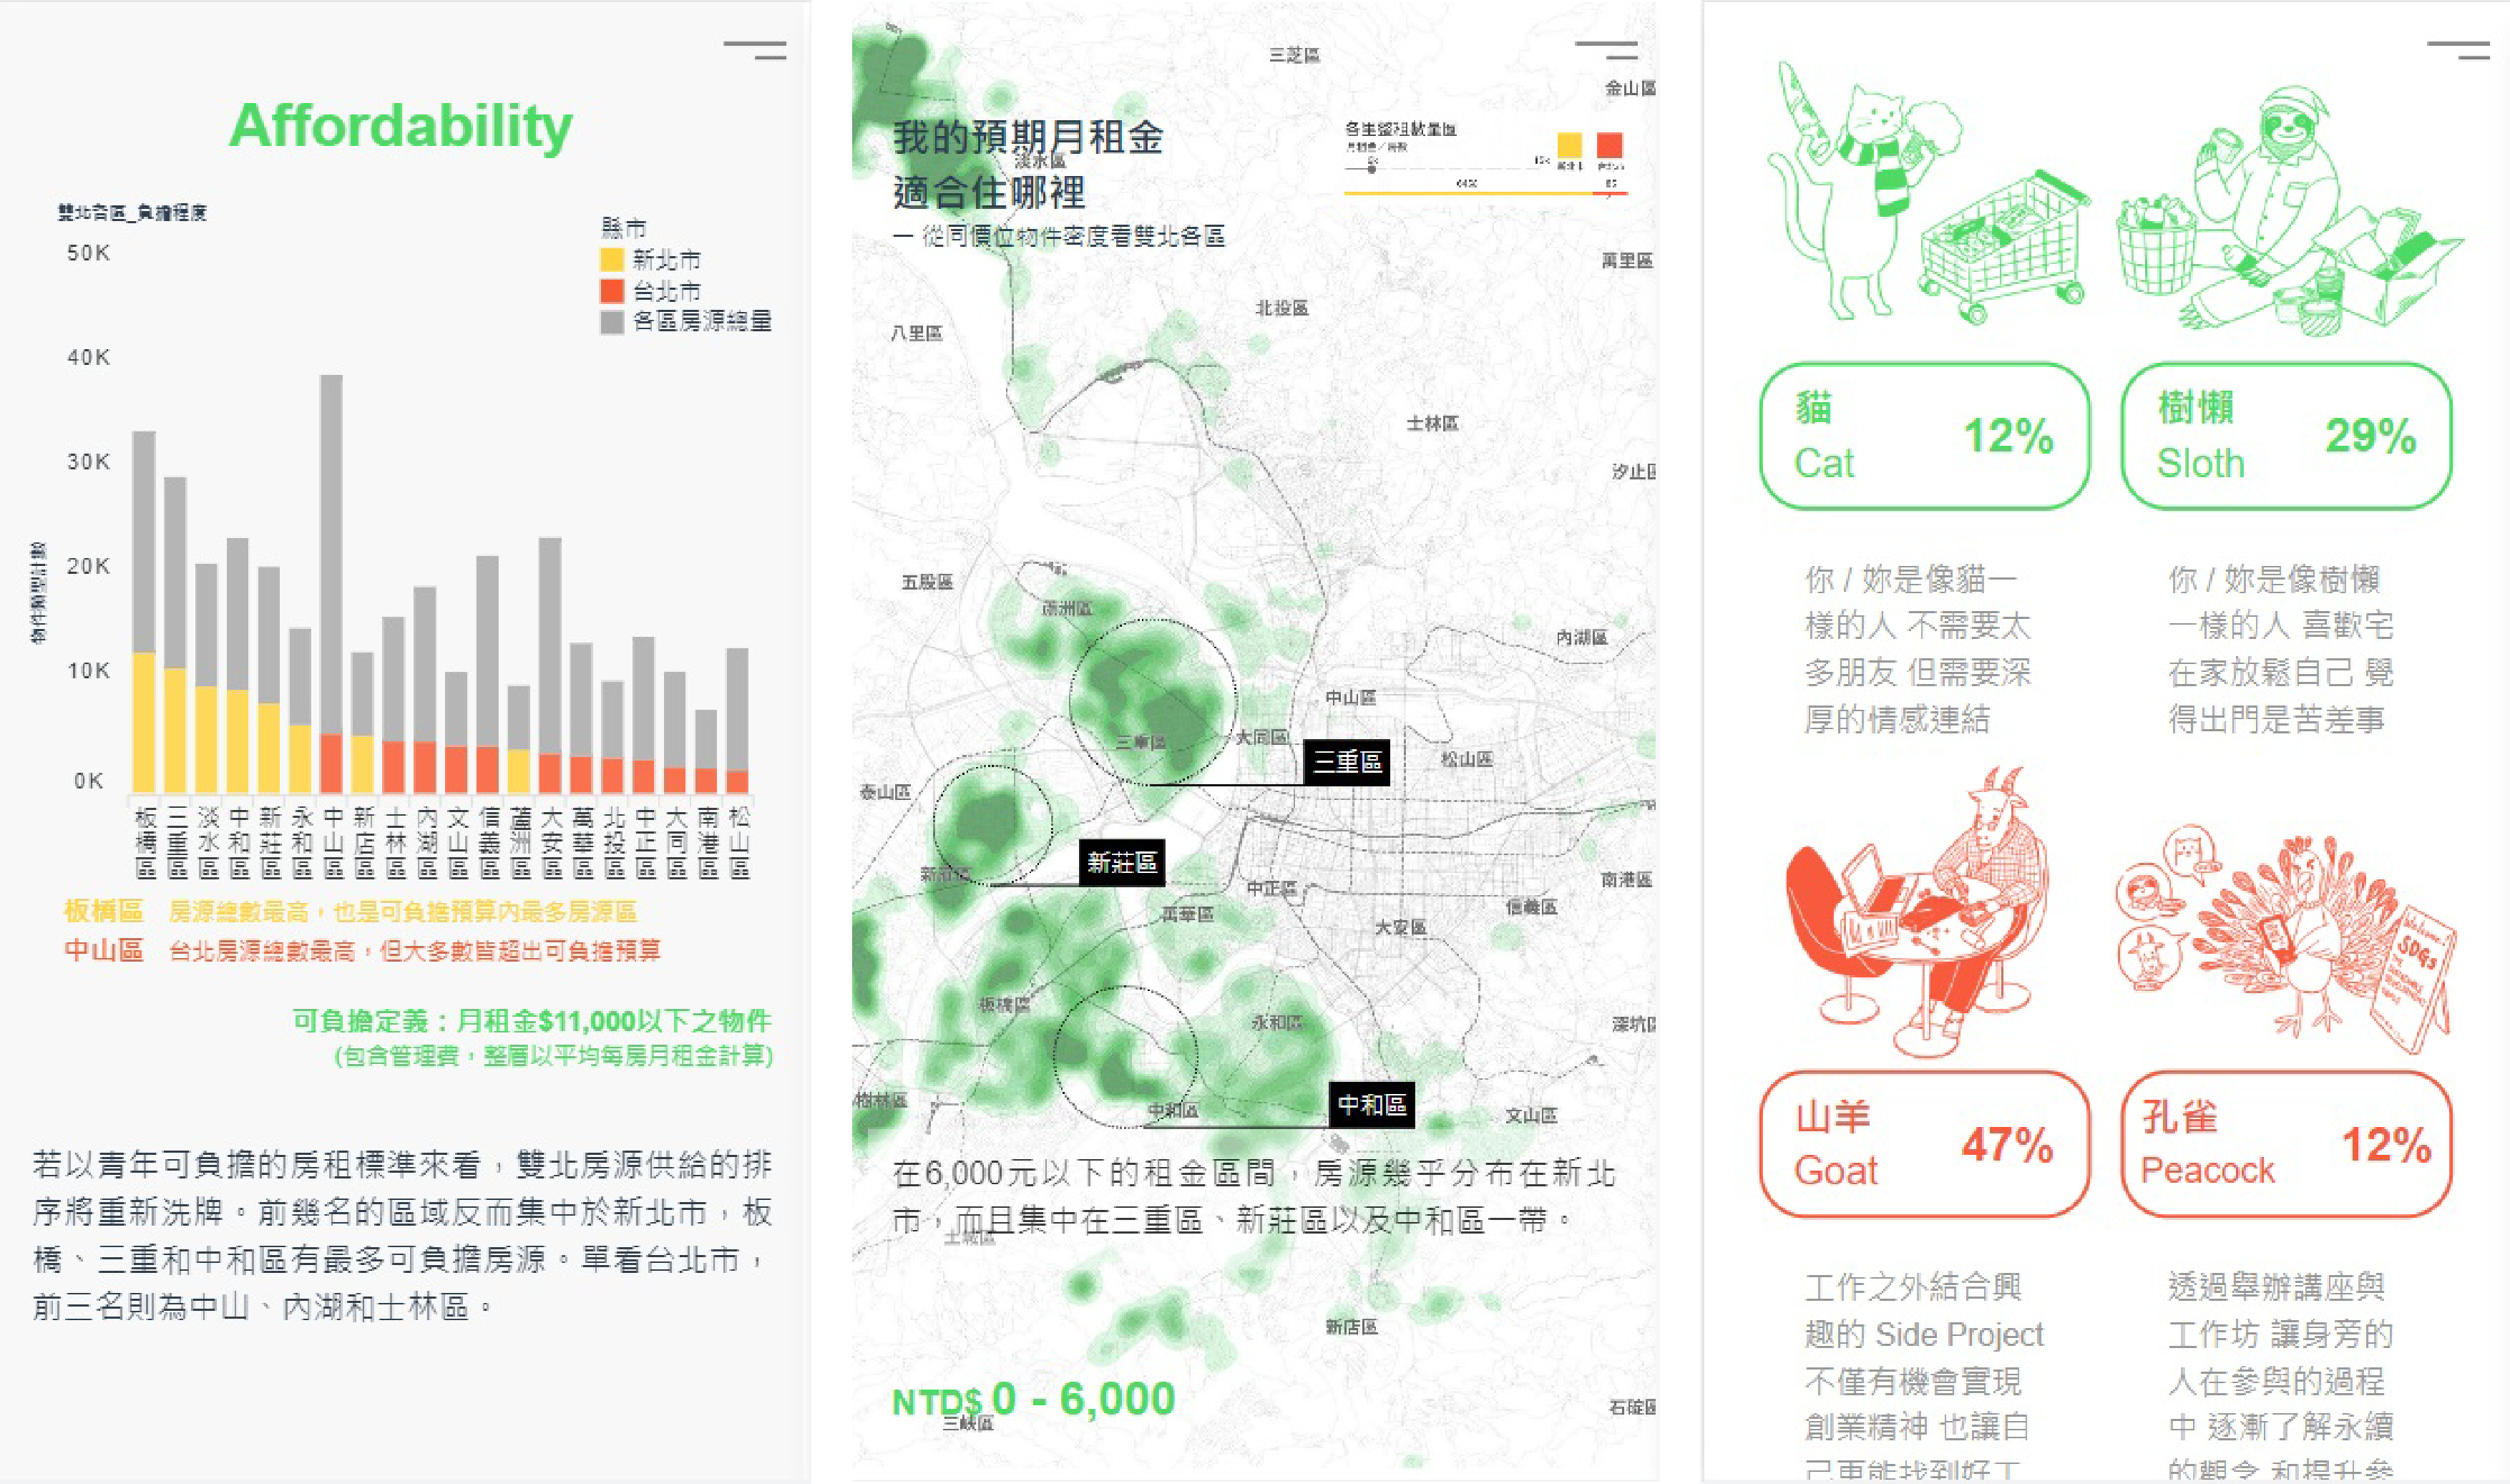 Affordability
雙北各區_負擔程度
縣市
新北市
台北市
各區房源總量
50K
40K
30K
20K
10K
0K
物件類型計數
板橋區
三重區
淡水區
中和區
新莊區
永和區
中山區
新店區
士林區
內湖區
文山區
信義區
蘆洲區
大安區
萬華區
北投區
中正區
大同區
南港區
松山區
板橋區 房源總數最高，也是可負擔預算內最多房源區
中山區 台北房源總數最高，但大多數皆超出可負擔預算
可負擔定義：月租金$11,000以下之物件
(包含管理費，整層以平均每房月租金計算)
若以青年可負擔的房租標準來看，雙北房源供給的排
序將重新洗牌。前幾名的區域反而集中於新北市，板
橋、三重和中和區有最多可負擔房源。單看台北市，
前三名則為中山、內湖和士林區。
三芝區
金山區
我的預期月租金
適合住哪裡
一 從同價位物件密度看雙北各區
淡水區
萬里區
北投區
八里區
士林區
汐止區
五股區
蘆洲區
內湖區
中山區
三重區
大同區
三重區
松山區
泰山區
新莊區
新莊區
中正區
南港區
萬華區
信義區
大安區
板橋區
永和區
深坑區
樹林區
中和區
中和區
文山區
在6,000元以下的租金區間，房源幾乎分布在新北
市，而且集中在三重區、新莊區以及中和區一帶。
土城區
新店區
NTD$ 0 - 6,000
三峽區
石碇區
貓
Cat
12%
樹懶
Sloth
29%
你 / 妳是像貓一
樣的人 不需要太
多朋友 但需要深
厚的情感連結
你 / 妳是像樹懶
一樣的人 喜歡宅
在家放鬆自己 覺
得出門是苦差事
Welcome!
SDGs
山羊
Goat
47%
孔雀
Peacock
12%
工作之外結合興
趣的 Side Project
不僅有機會實現
創業精神 也讓自
己更能找到好工
透過舉辦講座與
工作坊 讓身旁的
人在參與的過程
中 逐漸了解永續
的觀念 和提升參